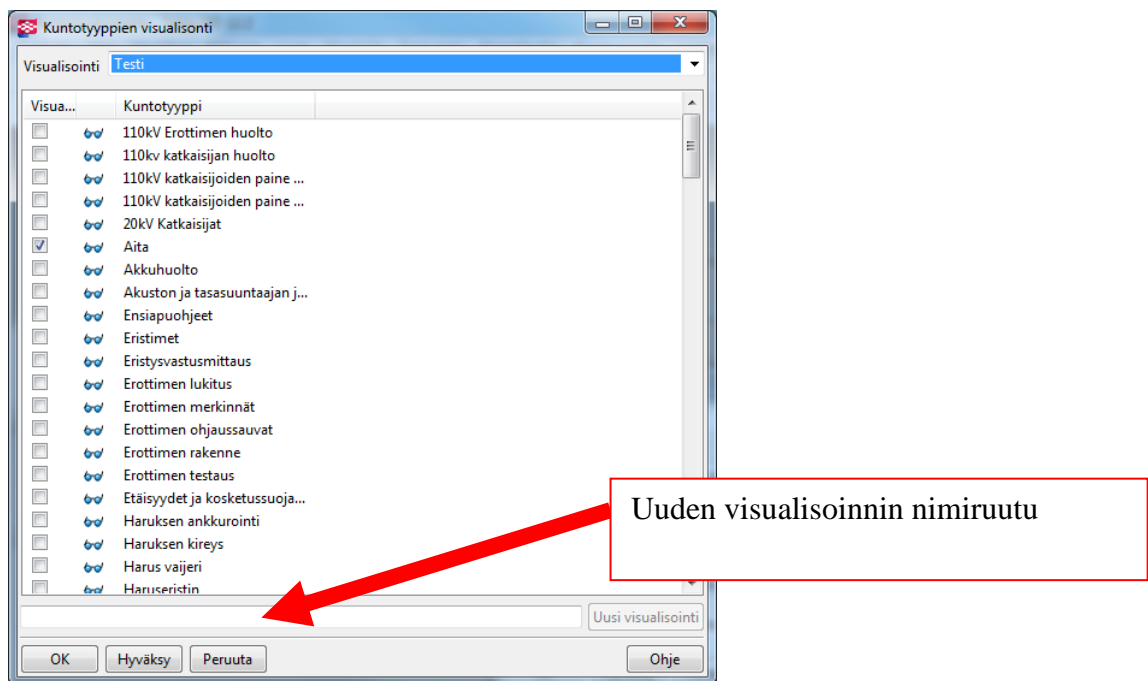 Kuntotyyppien visualisonti
Visualisointi Testi
Visua... Kuntotyyppi
110kV Erottimen huolto
110kv katkaisijan huolto
110kV katkaisijoiden paine ...
110kV katkaisijoiden paine ...
20kV Katkaisijat
Aita
Akkuhuolto
Akuston ja tasasuuntaajan j...
Ensiapuohjeet
Eristimet
Eristysvastusmittaus
Erottimen lukitus
Erottimen merkinnät
Erottimen ohjaussauvat
Erottimen rakenne
Erottimen testaus
Etäisyydet ja kosketussuoja...
Haruksen ankkurointi
Haruksen kireys
Harus vaijeri
Haruseristin
Uuden visualisoinnin nimiruutu
Uusi visualisointi
OK Hyväksy Peruuta Ohje